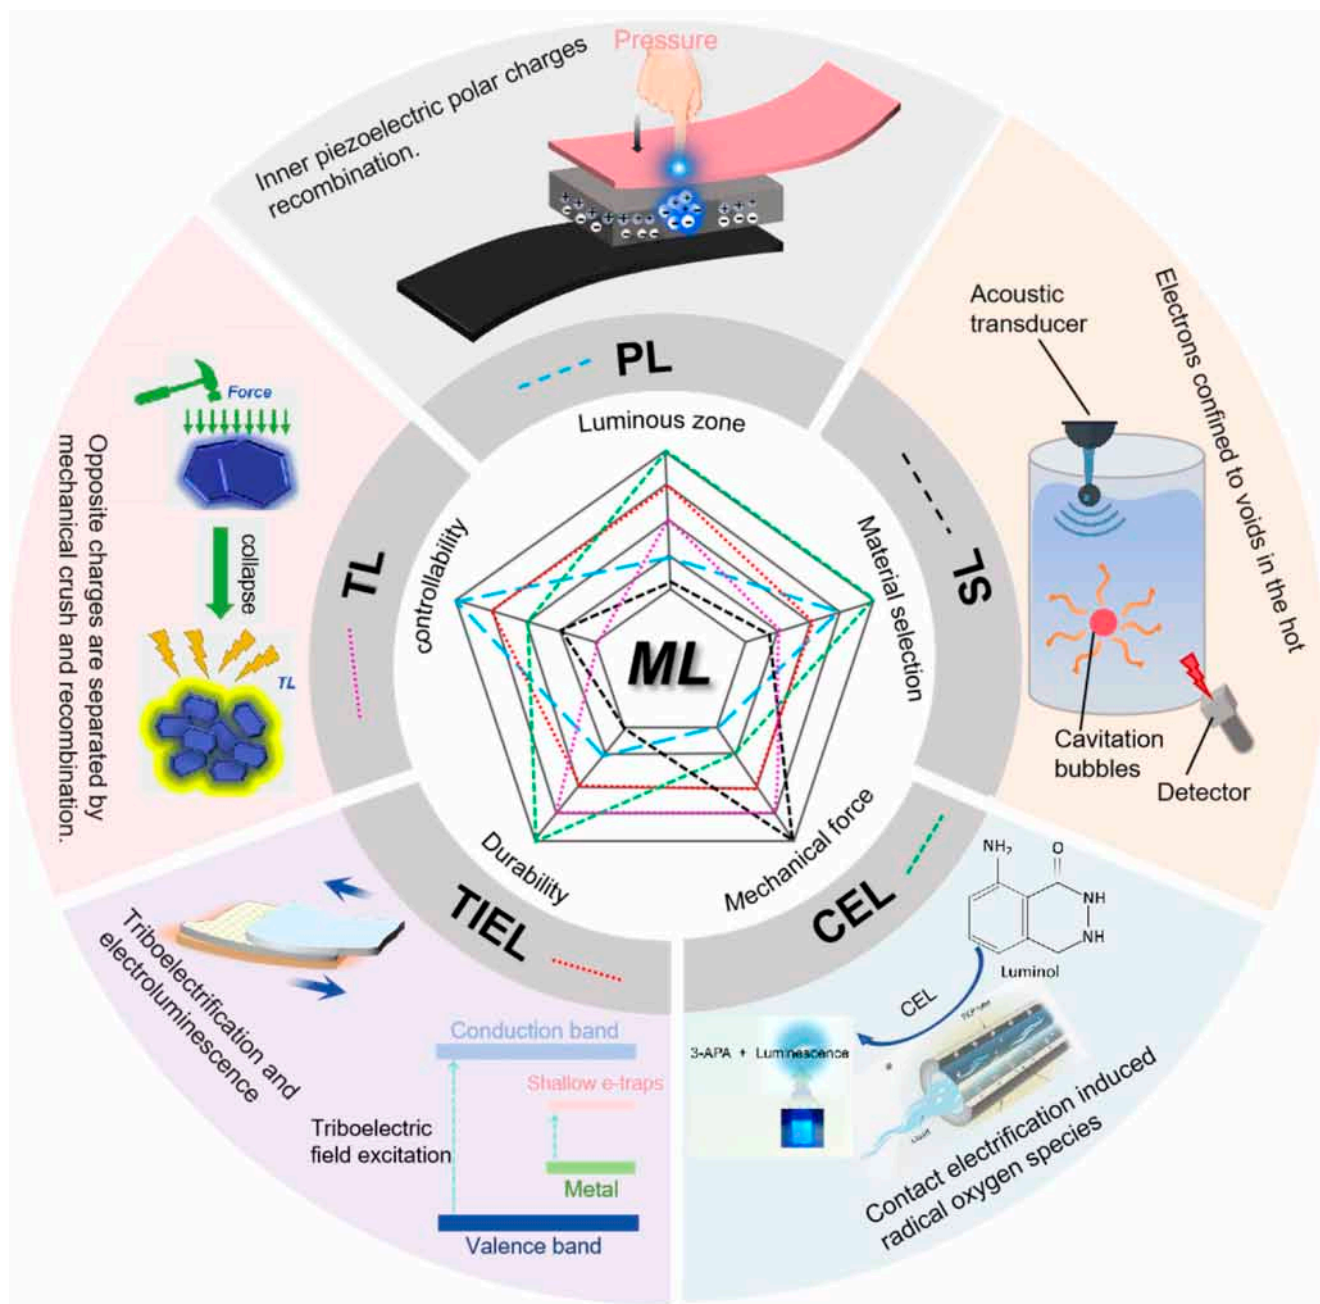 Pressure
Inner piezoelectric polar charges
recombination.
PL
Acoustic
transducer
Electrons confined to voids in the hot
SL
Cavitation
bubbles
Detector
Force
collapse
TL
Opposite charges are separated by
mechanical crush and recombination.
TL
Luminous zone
Material selection
Mechanical force
Durability
controllability
ML
TIEL
Triboelectrification and
electroluminescence
Conduction band
Shallow e-traps
Triboelectric
field excitation
Metal
Valence band
CEL
NH₂
O
NH
NH
Luminol
CEL
3-APA + Luminescence
Contact electrification induced
radical oxygen species